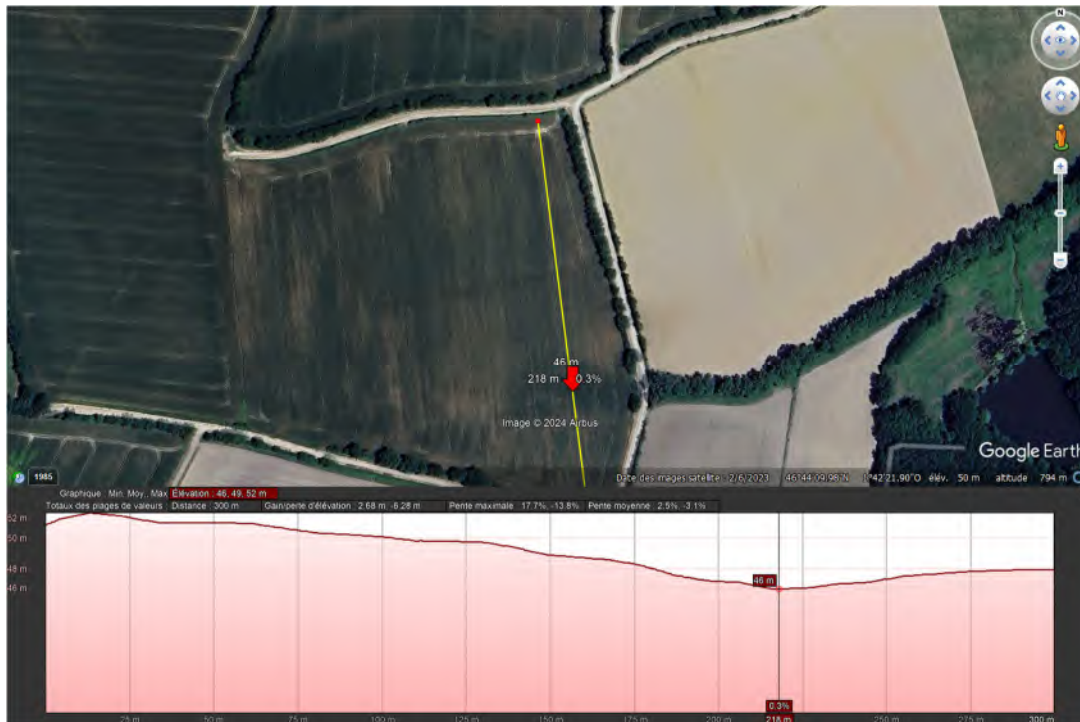 N
46 m
218 m 0.3%
Image © 2024 Airbus
Google Earth
1985
Date des images satellite : 2/6/2023 46°44'09.98"N 1°42'21.90"O élév. 50 m altitude 794 m
Graphique : Min, Moy., Max Élévation : 46, 49, 52 m
Totaux des plages de valeurs : Distance : 300 m Gain/perte d'élévation : 2.68 m -8.28 m Pente maximale : 17.7%, -13.8% Pente moyenne : 2.5%, -3.1%
52 m
50 m
48 m
46 m
46 m
0.3%
25 m 50 m 75 m 100 m 125 m 150 m 175 m 200 m 218 m 250 m 275 m 300 m